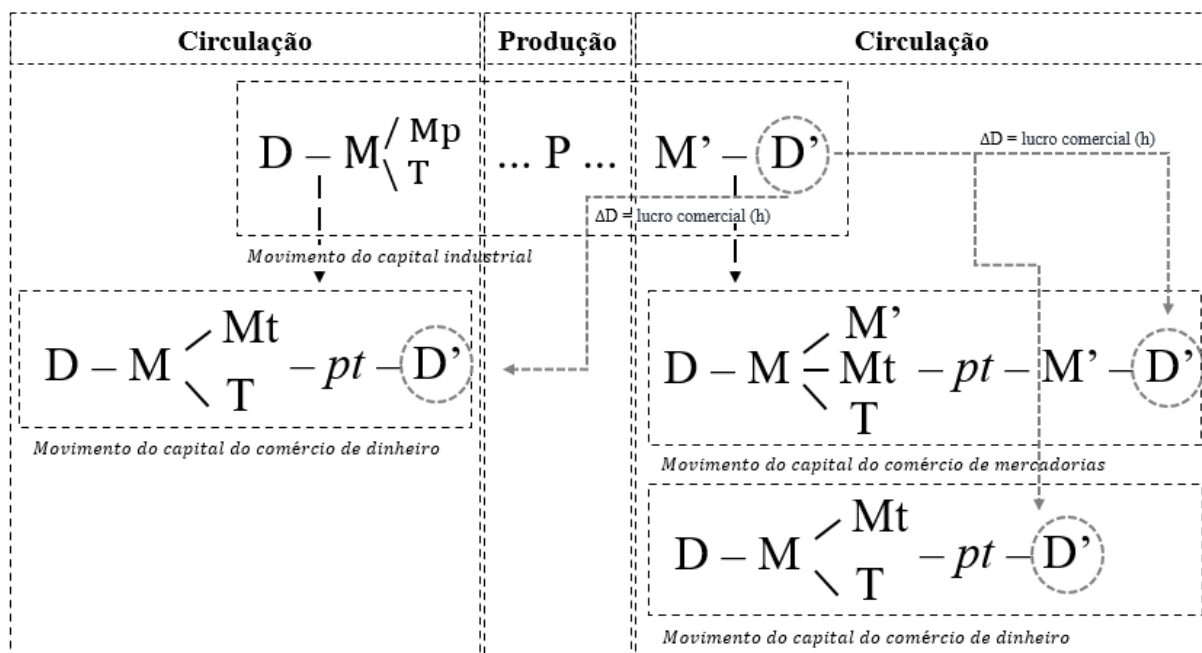 Circulação
Produção
Circulação
D – M
Mp
T
... P ...
M’ – D’
ΔD = lucro comercial (h)
ΔD = lucro comercial (h)
Movimento do capital industrial
D – M
Mt
T
– pt – D’
Movimento do capital do comércio de dinheiro
D – M
M’
Mt
T
– pt – M’ – D’
Movimento do capital do comércio de mercadorias
D – M
Mt
T
– pt – D’
Movimento do capital do comércio de dinheiro